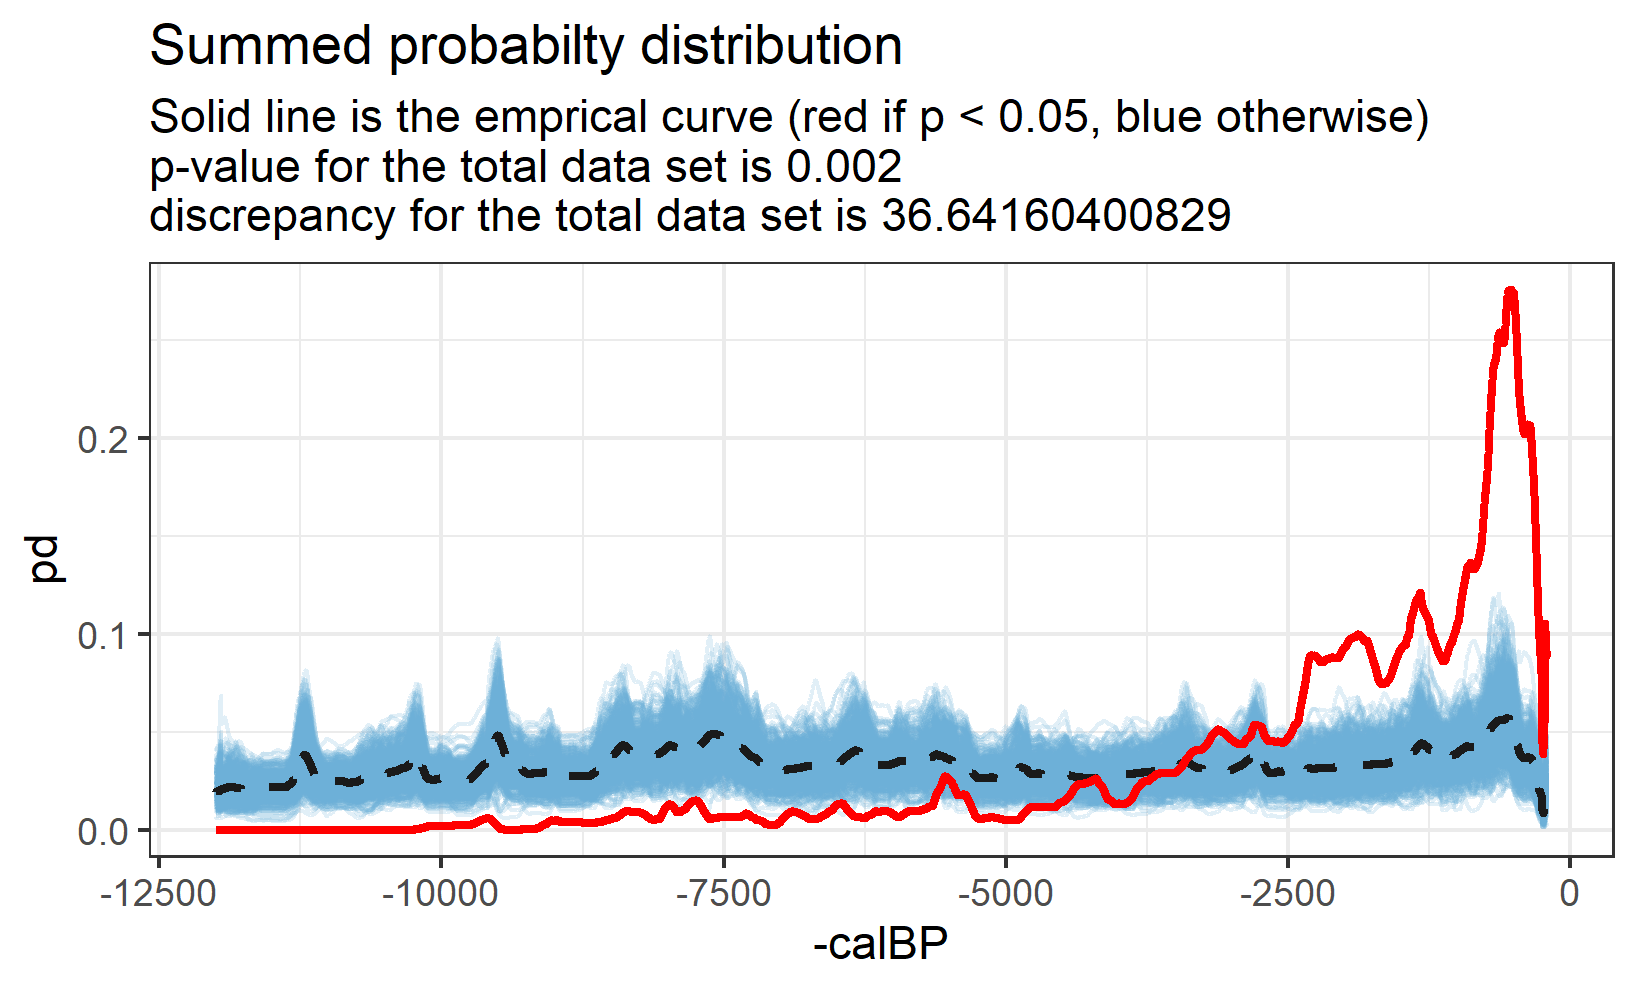 Summed probabilty distribution
Solid line is the emprical curve (red if p < 0.05, blue otherwise)
p-value for the total data set is 0.002
discrepancy for the total data set is 36.64160400829
pd
0.2
0.1
0.0
-12500 -10000 -7500 -5000 -2500 0
-calBP